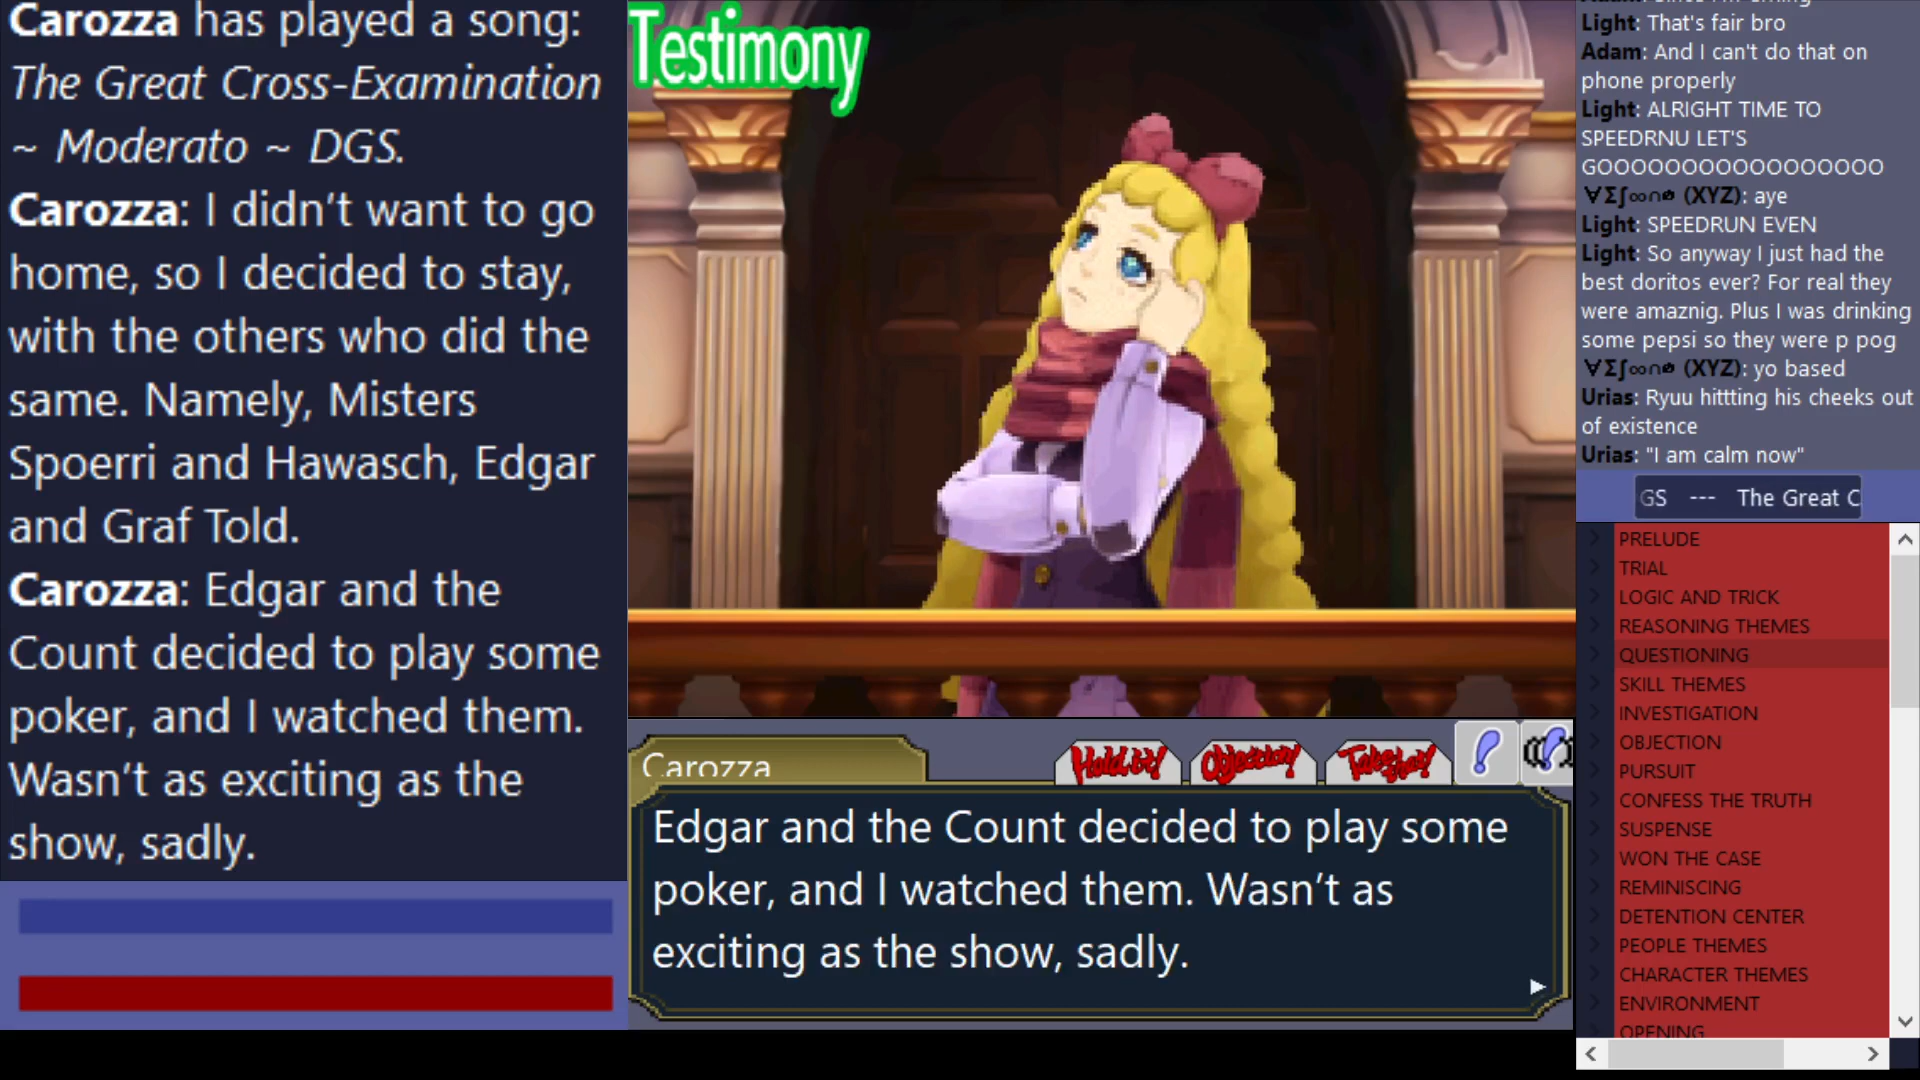 Carozza has played a song:
The Great Cross-Examination
~ Moderato ~ DGS.
Carozza: I didn’t want to go
home, so I decided to stay,
with the others who did the
same. Namely, Misters
Spoerri and Hawasch, Edgar
and Graf Told.
Carozza: Edgar and the
Count decided to play some
poker, and I watched them.
Wasn’t as exciting as the
show, sadly.
Testimony
Carozza
Hold it!
Objection!
Take that!
Edgar and the Count decided to play some
poker, and I watched them. Wasn’t as
exciting as the show, sadly.
Light: That's fair bro
Adam: And I can't do that on
phone properly
Light: ALRIGHT TIME TO
SPEEDRNU LET'S
GOOOOOOOOOOOOOOOOO
∀Σ∫∞∩∅ (XYZ): aye
Light: SPEEDRUN EVEN
Light: So anyway I just had the
best doritos ever? For real they
were amaznig. Plus I was drinking
some pepsi so they were p pog
∀Σ∫∞∩∅ (XYZ): yo based
Urias: Ryuu hittting his cheeks out
of existence
Urias: "I am calm now"
GS --- The Great C
PRELUDE
TRIAL
LOGIC AND TRICK
REASONING THEMES
QUESTIONING
SKILL THEMES
INVESTIGATION
OBJECTION
PURSUIT
CONFESS THE TRUTH
SUSPENSE
WON THE CASE
REMINISCING
DETENTION CENTER
PEOPLE THEMES
CHARACTER THEMES
ENVIRONMENT
OPENING